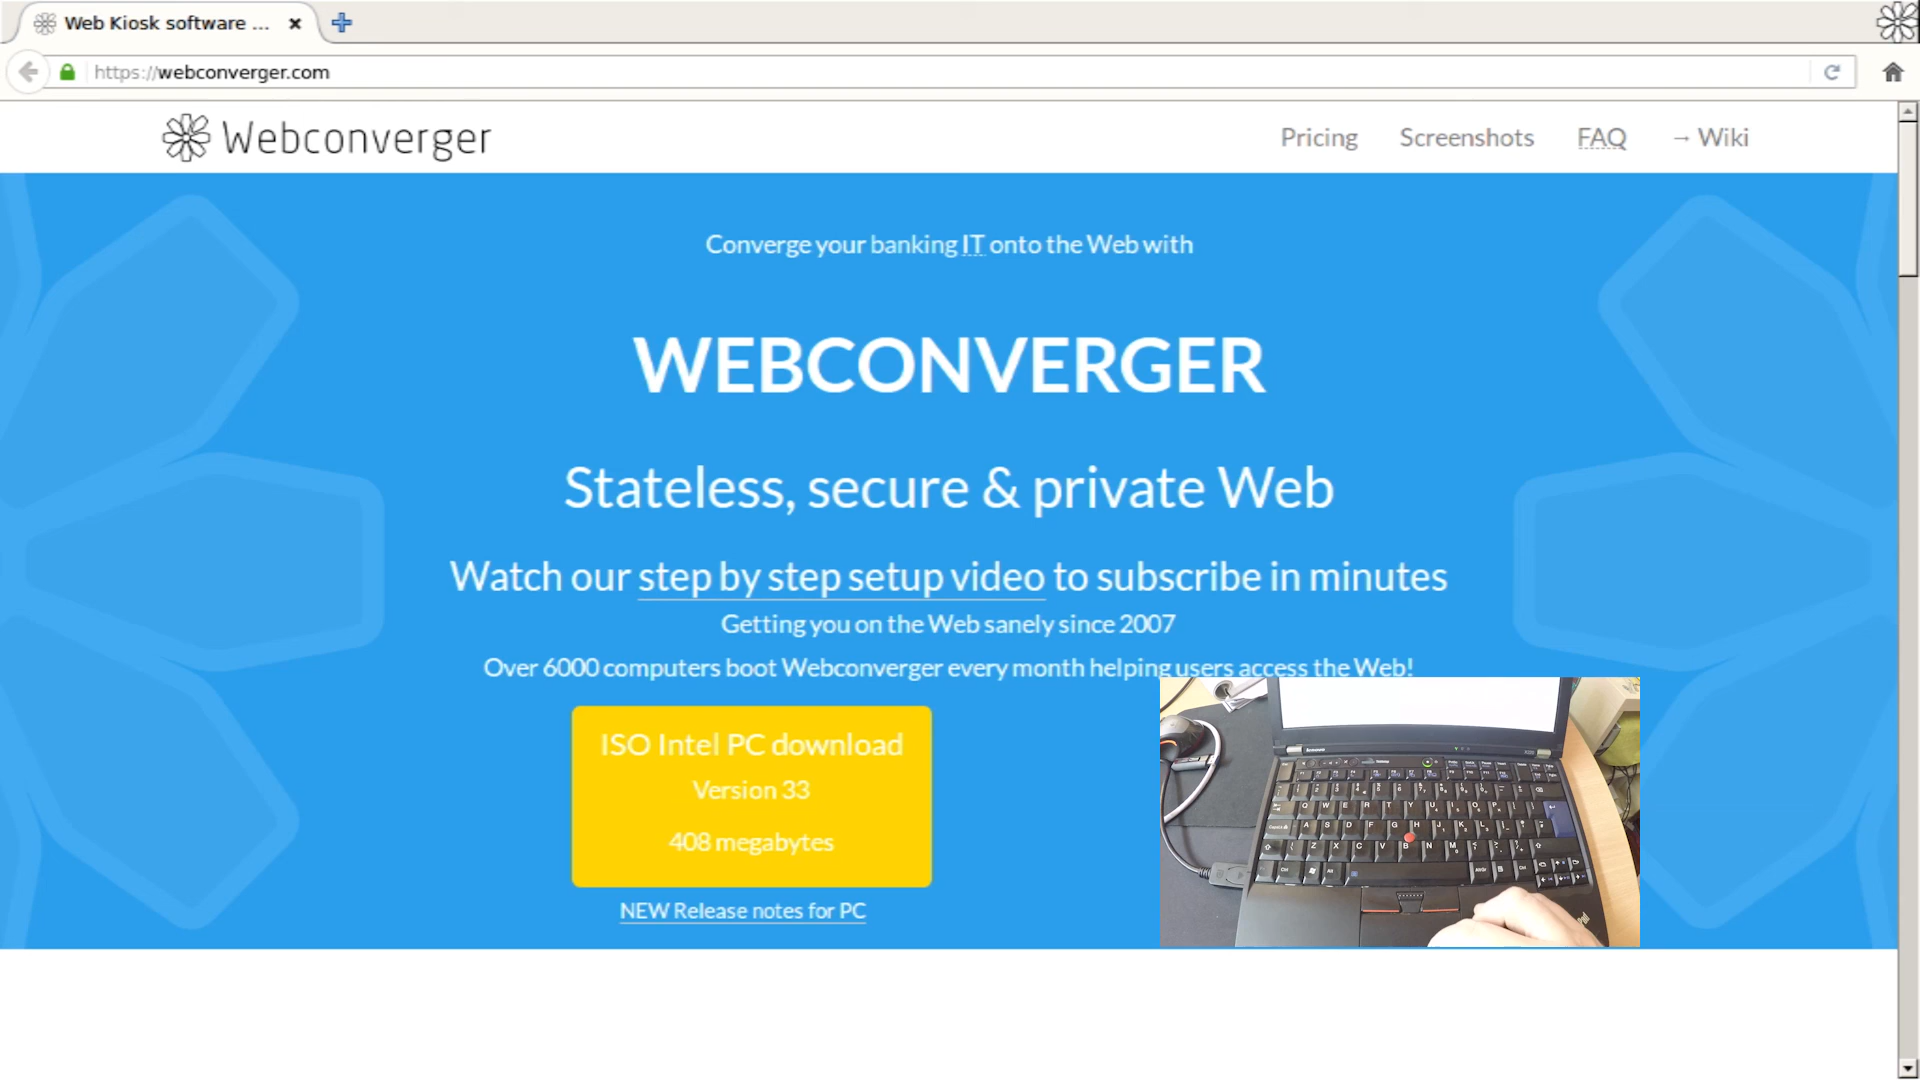 Web Kiosk software ...
https://webconverger.com
Webconverger
Pricing
Screenshots
FAQ
→ Wiki
Converge your banking IT onto the Web with
WEBCONVERGER
Stateless, secure & private Web
Watch our step by step setup video to subscribe in minutes
Getting you on the Web sanely since 2007
Over 6000 computers boot Webconverger every month helping users access the Web!
ISO Intel PC download
Version 33
408 megabytes
NEW Release notes for PC
Q W E R T Y U I O P
A S D F G H J K L
Z X C V B N M